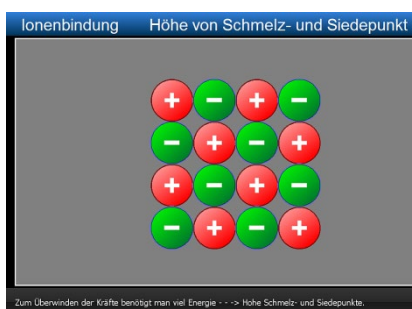 Ionenbindung Höhe von Schmelz- und Siedepunkt
+ − + −
− + − +
+ − + −
− + − +
Zum Überwinden der Kräfte benötigt man viel Energie - - -> Hohe Schmelz- und Siedepunkte.